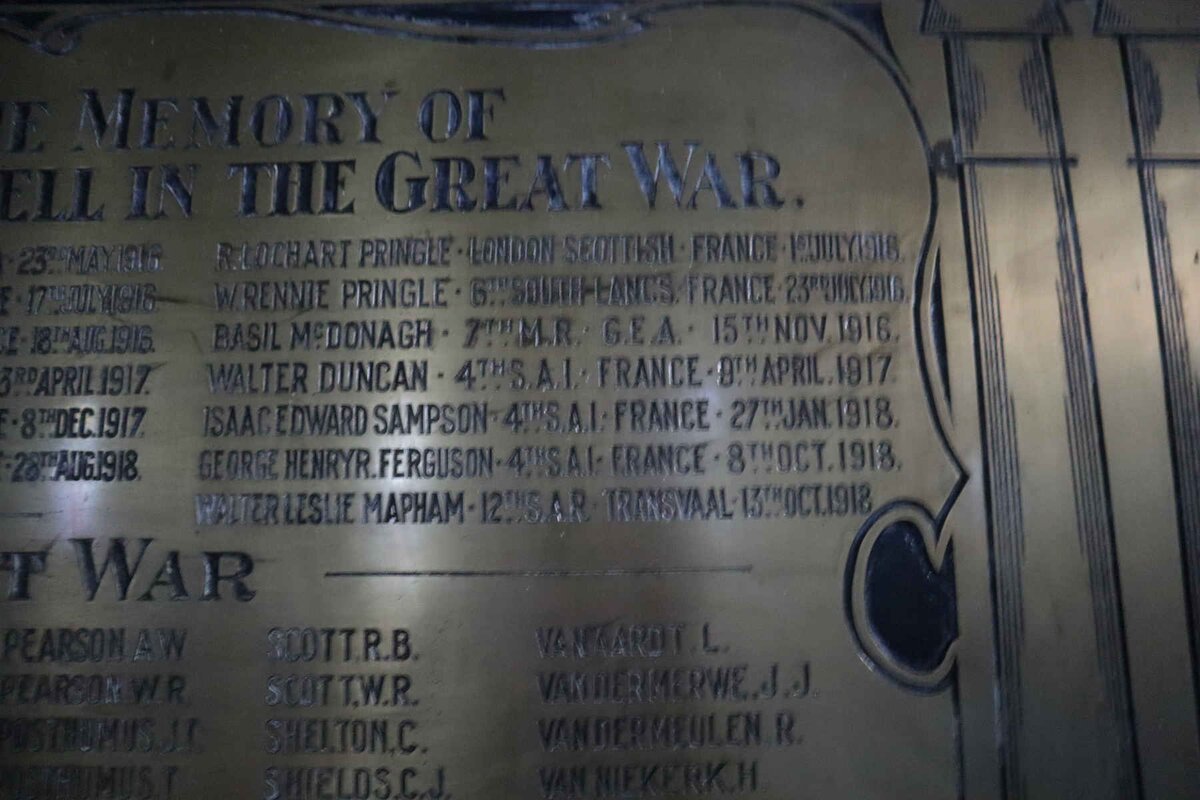 E MEMORY OF
ELL IN THE GREAT WAR.
23RD MAY.1916. R. LOCHART PRINGLE · LONDON SCOTTISH · FRANCE · 1ST JULY.1916.
E · 17TH JULY.1916 W. RENNIE PRINGLE · 6TH SOUTH LANCS. FRANCE · 23RD JULY.1916.
CE · 18TH AUG.1916. BASIL McDONAGH · 7TH M.R. G.E.A. · 15TH NOV. 1916.
3RD APRIL 1917. WALTER DUNCAN · 4TH S.A.I. · FRANCE · 9TH APRIL. 1917.
E · 8TH DEC.1917. ISAAC EDWARD SAMPSON · 4TH S.A.I · FRANCE · 27TH JAN. 1918.
E · 28TH AUG.1918. GEORGE HENRY R. FERGUSON · 4TH S.A.I · FRANCE · 8TH OCT. 1918.
WALTER LESLIE MAPHAM · 12TH S.A.R · TRANSVAAL · 13TH OCT.1918
T WAR
PEARSON A.W SCOTT, R.B. VAN AARDT. L.
PEARSON W.R. SCOTT, W.R. VAN DER MERWE. J. J.
POSTHUMUS. J.T. SHELTON, C. VAN DER MEULEN, R.
POSTHUMUS. T SHIELDS. C.J. VAN NIEKERK. H.